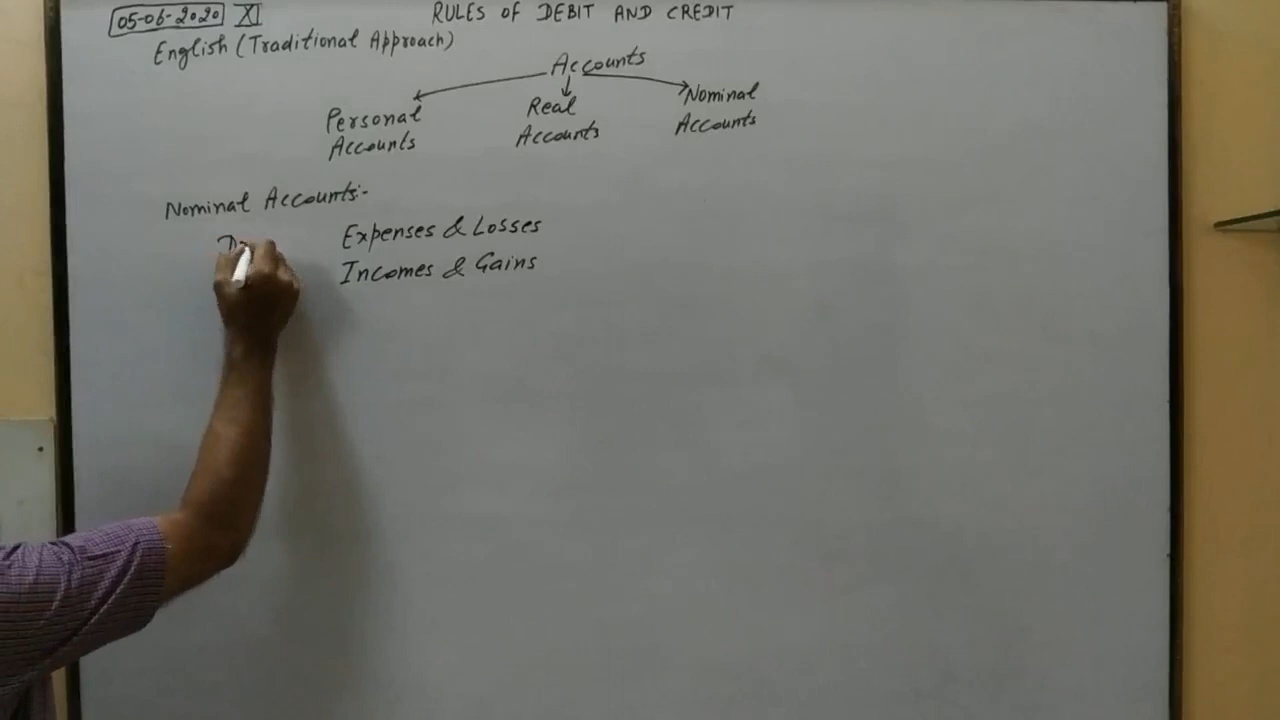 05-06-2020 XI RULES OF DEBIT AND CREDIT
English (Traditional Approach)
Accounts
Personal Accounts
Real Accounts
Nominal Accounts
Nominal Accounts:-
Expenses & Losses
Incomes & Gains